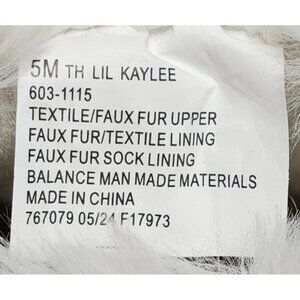 5M TH LIL KAYLEE
603-1115
TEXTILE/FAUX FUR UPPER
FAUX FUR/TEXTILE LINING
FAUX FUR SOCK LINING
BALANCE MAN MADE MATERIALS
MADE IN CHINA
767079 05/24 F17973